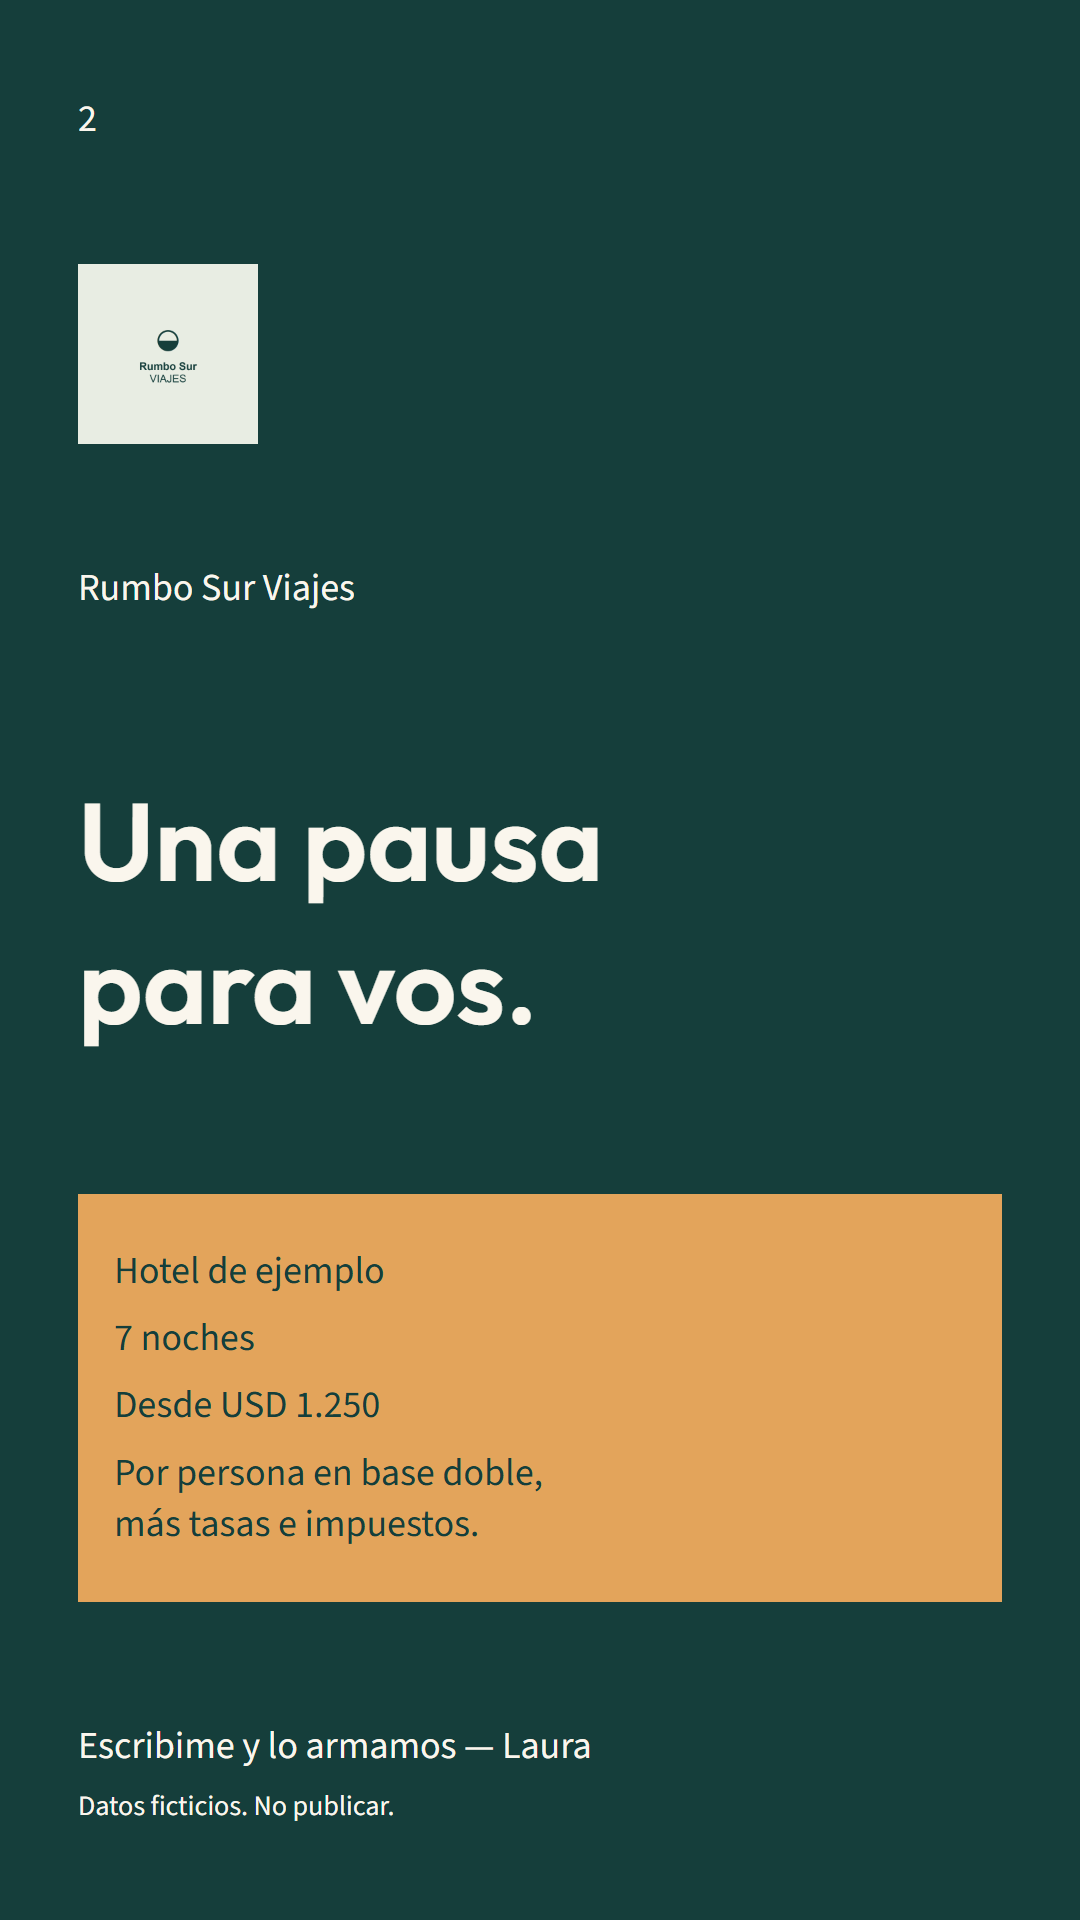 2
Rumbo Sur
VIAJES
Rumbo Sur Viajes
Una pausa
para vos.
Hotel de ejemplo
7 noches
Desde USD 1.250
Por persona en base doble,
más tasas e impuestos.
Escribime y lo armamos — Laura
Datos ficticios. No publicar.